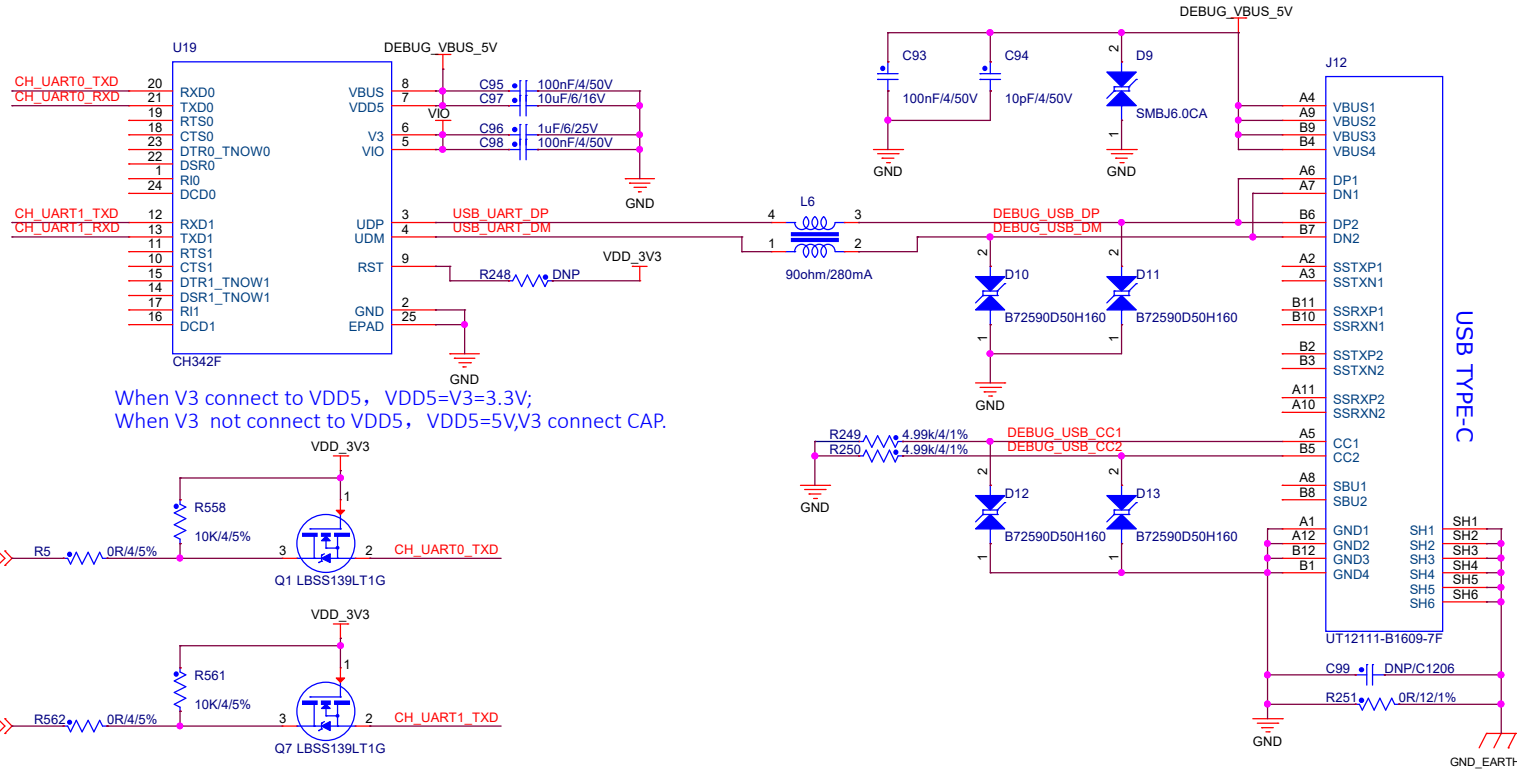 DEBUG_VBUS_5V
U19
DEBUG_VBUS_5V
C93
C94
2
D9
J12
CH_UART0_TXD
20
RXD0
VBUS
8
C95
100nF/4/50V
CH_UART0_RXD
21
TXD0
VDD5
7
C97
10uF/6/16V
100nF/4/50V
10pF/4/50V
SMBJ6.0CA
1
GND
GND
A4
VBUS1
A9
VBUS2
B9
VBUS3
B4
VBUS4
19
RTS0
VIO
18
CTS0
V3
6
C96
1uF/6/25V
23
DTR0_TNOW0
VIO
5
C98
100nF/4/50V
22
DSR0
1
RI0
24
DCD0
GND
A6
DP1
A7
DN1
CH_UART1_TXD
12
RXD1
UDP
3
USB_UART_DP
L6
4
3
DEBUG_USB_DP
B6
DP2
CH_UART1_RXD
13
TXD1
UDM
4
USB_UART_DM
1
2
DEBUG_USB_DM
B7
DN2
90ohm/280mA
11
RTS1
10
CTS1
RST
9
R248
DNP
VDD_3V3
15
DTR1_TNOW1
14
DSR1_TNOW1
17
RI1
GND
2
16
DCD1
EPAD
25
GND
CH342F
2
D10
B72590D50H160
1
2
D11
B72590D50H160
1
GND
A2
SSTXP1
A3
SSTXN1
B11
SSRXP1
B10
SSRXN1
B2
SSTXP2
B3
SSTXN2
A11
SSRXP2
A10
SSRXN2
USB TYPE-C
When V3 connect to VDD5，VDD5=V3=3.3V;
When V3  not connect to VDD5，VDD5=5V,V3 connect CAP.
R249
4.99k/4/1%
DEBUG_USB_CC1
A5
CC1
R250
4.99k/4/1%
DEBUG_USB_CC2
B5
CC2
GND
2
D12
B72590D50H160
1
2
D13
B72590D50H160
1
A8
SBU1
B8
SBU2
A1
GND1
SH1
SH1
A12
GND2
SH2
SH2
B12
GND3
SH3
SH3
B1
GND4
SH4
SH4
SH5
SH5
SH6
SH6
UT12111-B1609-7F
C99
DNP/C1206
R251
0R/12/1%
GND
GND_EARTH
VDD_3V3
R558
10K/4/5%
1
R5
0R/4/5%
3
2
CH_UART0_TXD
Q1 LBSS139LT1G
VDD_3V3
R561
10K/4/5%
1
R562
0R/4/5%
3
2
CH_UART1_TXD
Q7 LBSS139LT1G